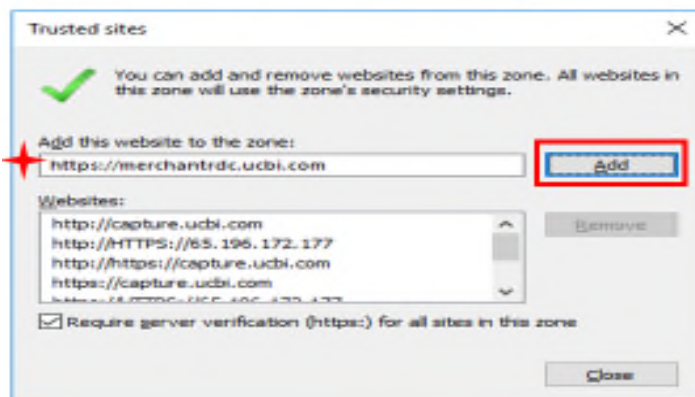 Trusted sites
You can add and remove websites from this zone. All websites in
this zone will use the zone's security settings.
Add this website to the zone:
https://merchantrdc.ucbi.com
Add
Websites:
http://capture.ucbi.com
http://HTTPS://65.196.172.177
http://https://capture.ucbi.com
https://capture.ucbi.com
Remove
Require server verification (https:) for all sites in this zone
Close